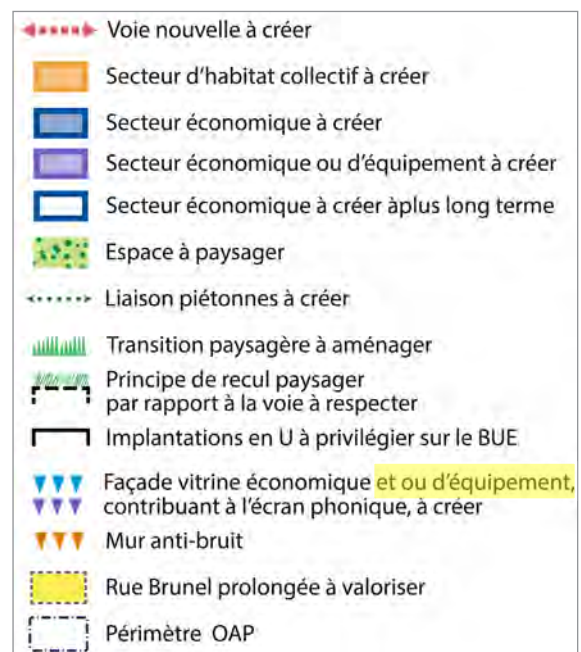 Voie nouvelle à créer
Secteur d'habitat collectif à créer
Secteur économique à créer
Secteur économique ou d'équipement à créer
Secteur économique à créer àplus long terme
Espace à paysager
Liaison piétonnes à créer
Transition paysagère à aménager
Principe de recul paysager
par rapport à la voie à respecter
Implantations en U à privilégier sur le BUE
Façade vitrine économique et ou d'équipement,
contribuant à l'écran phonique, à créer
Mur anti-bruit
Rue Brunel prolongée à valoriser
Périmètre OAP